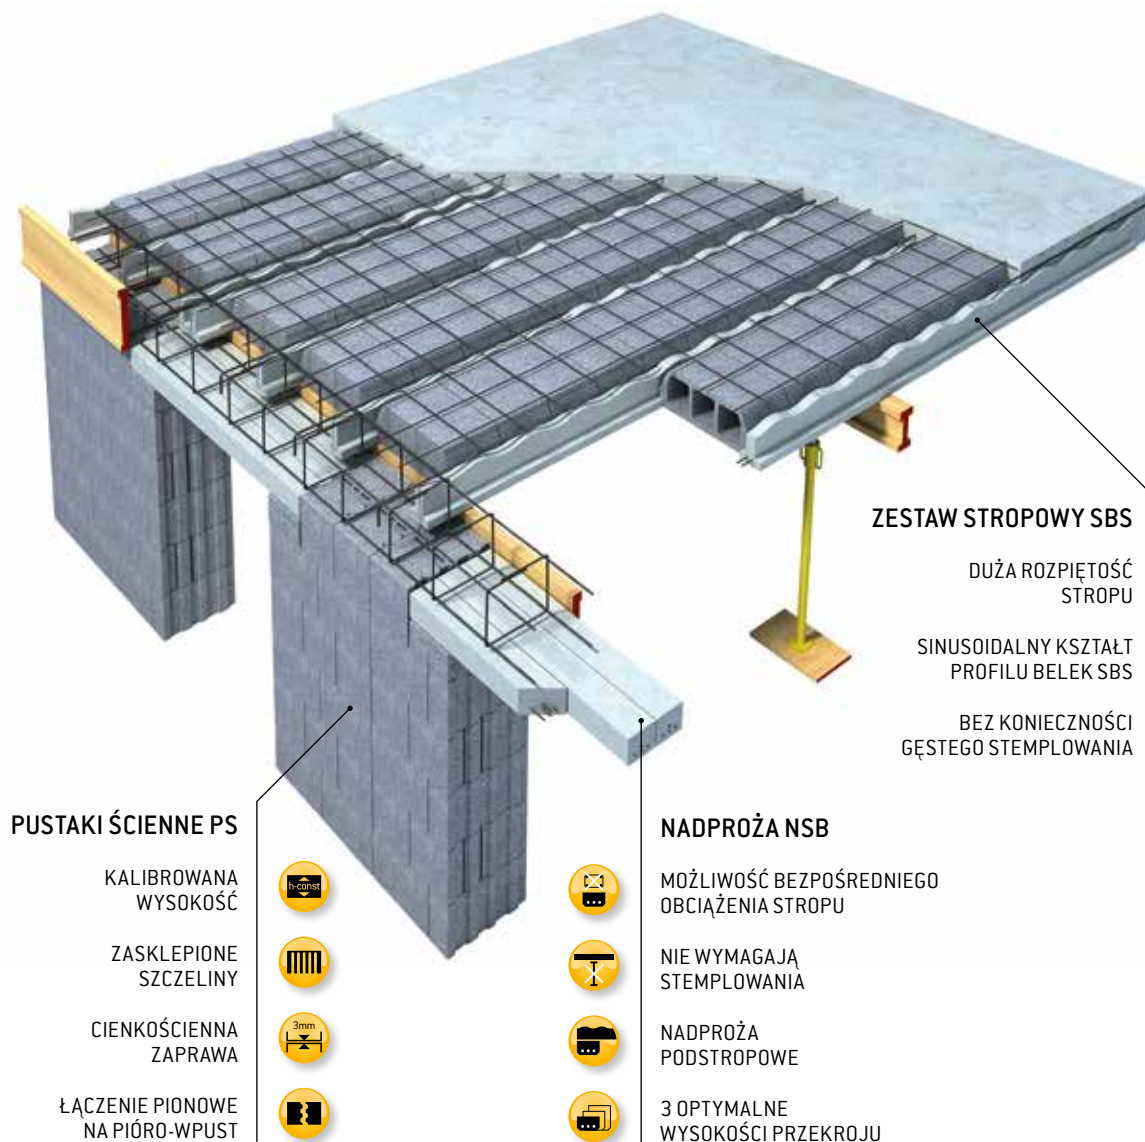 ZESTAW STROPOWY SBS
DUŻA ROZPIĘTOŚĆ
STROPU
SINUSOIDALNY KSZTAŁT
PROFILU BELEK SBS
BEZ KONIECZNOŚCI
GĘSTEGO STEMPLOWANIA
PUSTAKI ŚCIENNE PS
KALIBROWANA
WYSOKOŚĆ
h-const
ZASKLEPIONE
SZCZELINY
CIENKOŚCIENNA
ZAPRAWA
3mm
ŁĄCZENIE PIONOWE
NA PIÓRO-WPUST
NADPROŻA NSB
MOŻLIWOŚĆ BEZPOŚREDNIEGO
OBCIĄŻENIA STROPU
NIE WYMAGAJĄ
STEMPLOWANIA
NADPROŻA
PODSTROPOWE
3 OPTYMALNE
WYSOKOŚCI PRZEKROJU